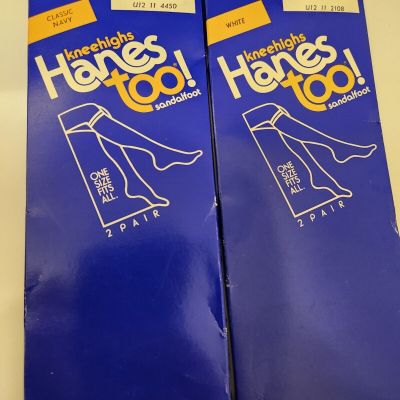 CLASSIC
NAVY
U12 11 4450
kneehighs
Hanes
too!
sandalfoot
ONE
SIZE
FITS
ALL.
2 PAIR
WHITE
U12 11 2108
kneehighs
Hanes
too!
sandalfoot
ONE
SIZE
FITS
ALL.
2 PAIR